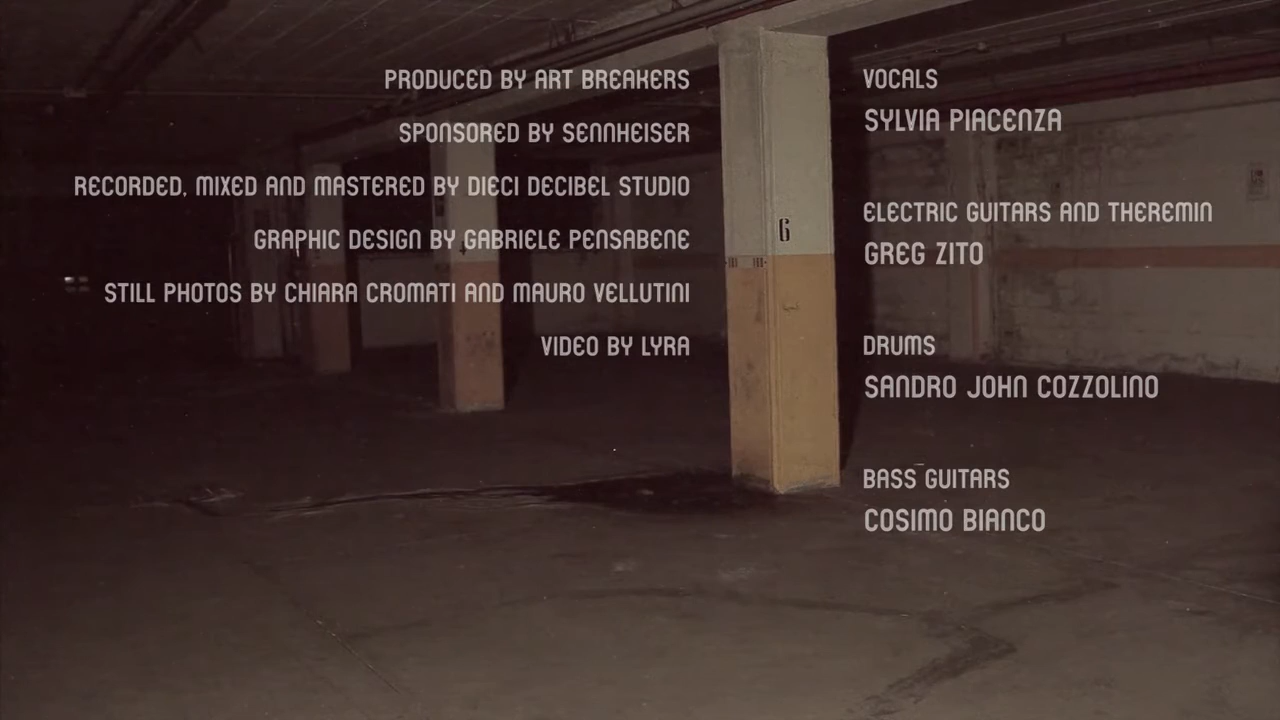 PRODUCED BY ART BREAKERS
SPONSORED BY SENNHEISER
RECORDED, MIXED AND MASTERED BY DIECI DECIBEL STUDIO
GRAPHIC DESIGN BY GABRIELE PENSABENE
STILL PHOTOS BY CHIARA CROMATI AND MAURO VELLUTINI
VIDEO BY LYRA
VOCALS
SYLVIA PIACENZA
ELECTRIC GUITARS AND THEREMIN
GREG ZITO
DRUMS
SANDRO JOHN COZZOLINO
BASS GUITARS
COSIMO BIANCO
6